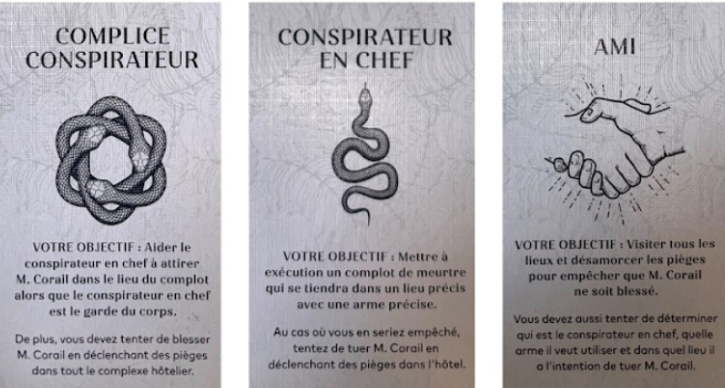 COMPLICE
CONSPIRATEUR
VOTRE OBJECTIF : Aider le
conspirateur en chef à attirer
M. Corail dans le lieu du complot
alors que le conspirateur en chef
est le garde du corps.
De plus, vous devez tenter de blesser
M. Corail en déclenchant des pièges
dans tout le complexe hôtelier.
CONSPIRATEUR
EN CHEF
VOTRE OBJECTIF : Mettre à
exécution un complot de meurtre
qui se tiendra dans un lieu précis
avec une arme précise.
Au cas où vous en seriez empêché,
tentez de tuer M. Corail en
déclenchant des pièges dans l'hôtel.
AMI
VOTRE OBJECTIF : Visiter tous les
lieux et désamorcer les pièges
pour empêcher que M. Corail
ne soit blessé.
Vous devez aussi tenter de déterminer
qui est le conspirateur en chef, quelle
arme il veut utiliser et dans quel lieu il
a l'intention de tuer M. Corail.